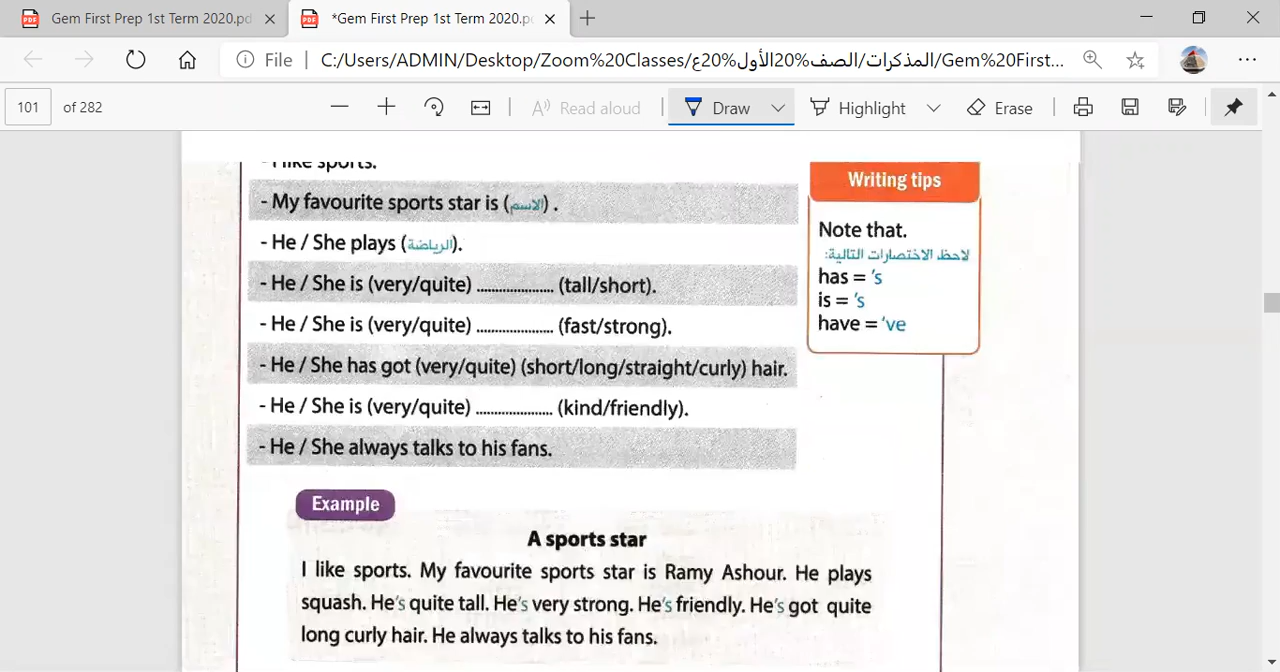 Gem First Prep 1st Term 2020.pd
*Gem First Prep 1st Term 2020.po
File
C:/Users/ADMIN/Desktop/Zoom%20Classes/المذكرات/الصف%20الأول%20ع/Gem%20First...
101 of 282
Read aloud
Draw
Highlight
Erase
- I like sports.
- My favourite sports star is (الاسم) .
- He / She plays (الرياضة).
- He / She is (very/quite) .................... (tall/short).
- He / She is (very/quite) .................... (fast/strong).
- He / She has got (very/quite) (short/long/straight/curly) hair.
- He / She is (very/quite) .................... (kind/friendly).
- He / She always talks to his fans.
Writing tips
Note that.
لاحظ الاختصارات التالية:
has = 's
is = 's
have = 've
Example
A sports star
I like sports. My favourite sports star is Ramy Ashour. He plays
squash. He's quite tall. He's very strong. He's friendly. He's got quite
long curly hair. He always talks to his fans.